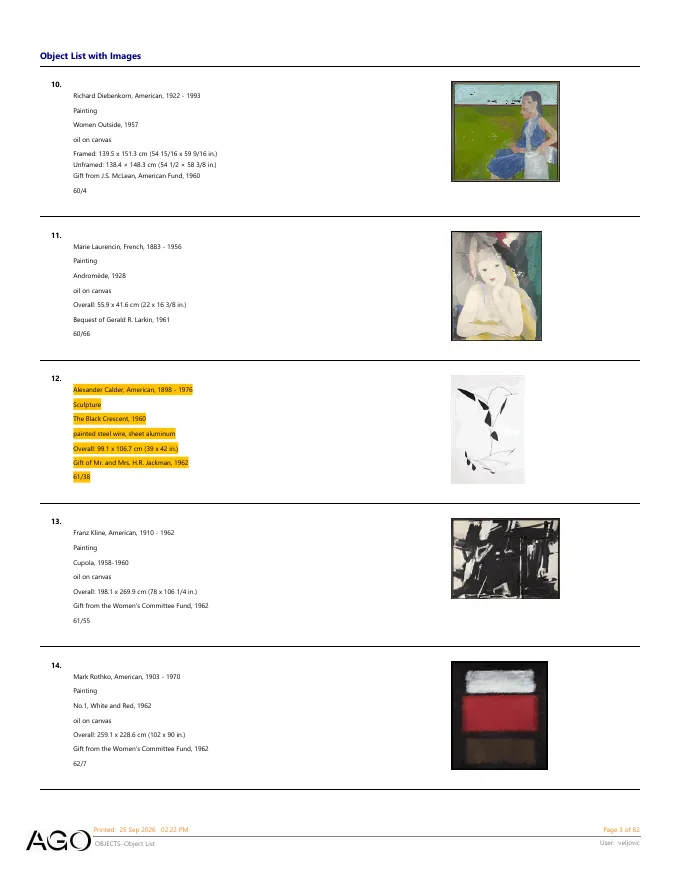 Object List with Images
10.
Richard Diebenkorn, American, 1922 - 1993
Painting
Women Outside, 1957
oil on canvas
Framed: 139.5 x 151.3 cm (54 15/16 x 59 9/16 in.)
Unframed: 138.4 × 148.3 cm (54 1/2 × 58 3/8 in.)
Gift from J.S. McLean, American Fund, 1960
60/4
11.
Marie Laurencin, French, 1883 - 1956
Painting
Andromède, 1928
oil on canvas
Overall: 55.9 x 41.6 cm (22 x 16 3/8 in.)
Bequest of Gerald R. Larkin, 1961
60/66
12.
Alexander Calder, American, 1898 - 1976
Sculpture
The Black Crescent, 1960
painted steel wire, sheet aluminum
Overall: 99.1 x 106.7 cm (39 x 42 in.)
Gift of Mr. and Mrs. H.R. Jackman, 1962
61/38
13.
Franz Kline, American, 1910 - 1962
Painting
Cupola, 1958-1960
oil on canvas
Overall: 198.1 x 269.9 cm (78 x 106 1/4 in.)
Gift from the Women's Committee Fund, 1962
61/55
14.
Mark Rothko, American, 1903 - 1970
Painting
No.1, White and Red, 1962
oil on canvas
Overall: 259.1 x 228.6 cm (102 x 90 in.)
Gift from the Women's Committee Fund, 1962
62/7
AGO
Printed: 25 Sep 2026 02:22 PM
Page 3 of 82
OBJECTS-Object List
User: veljovic